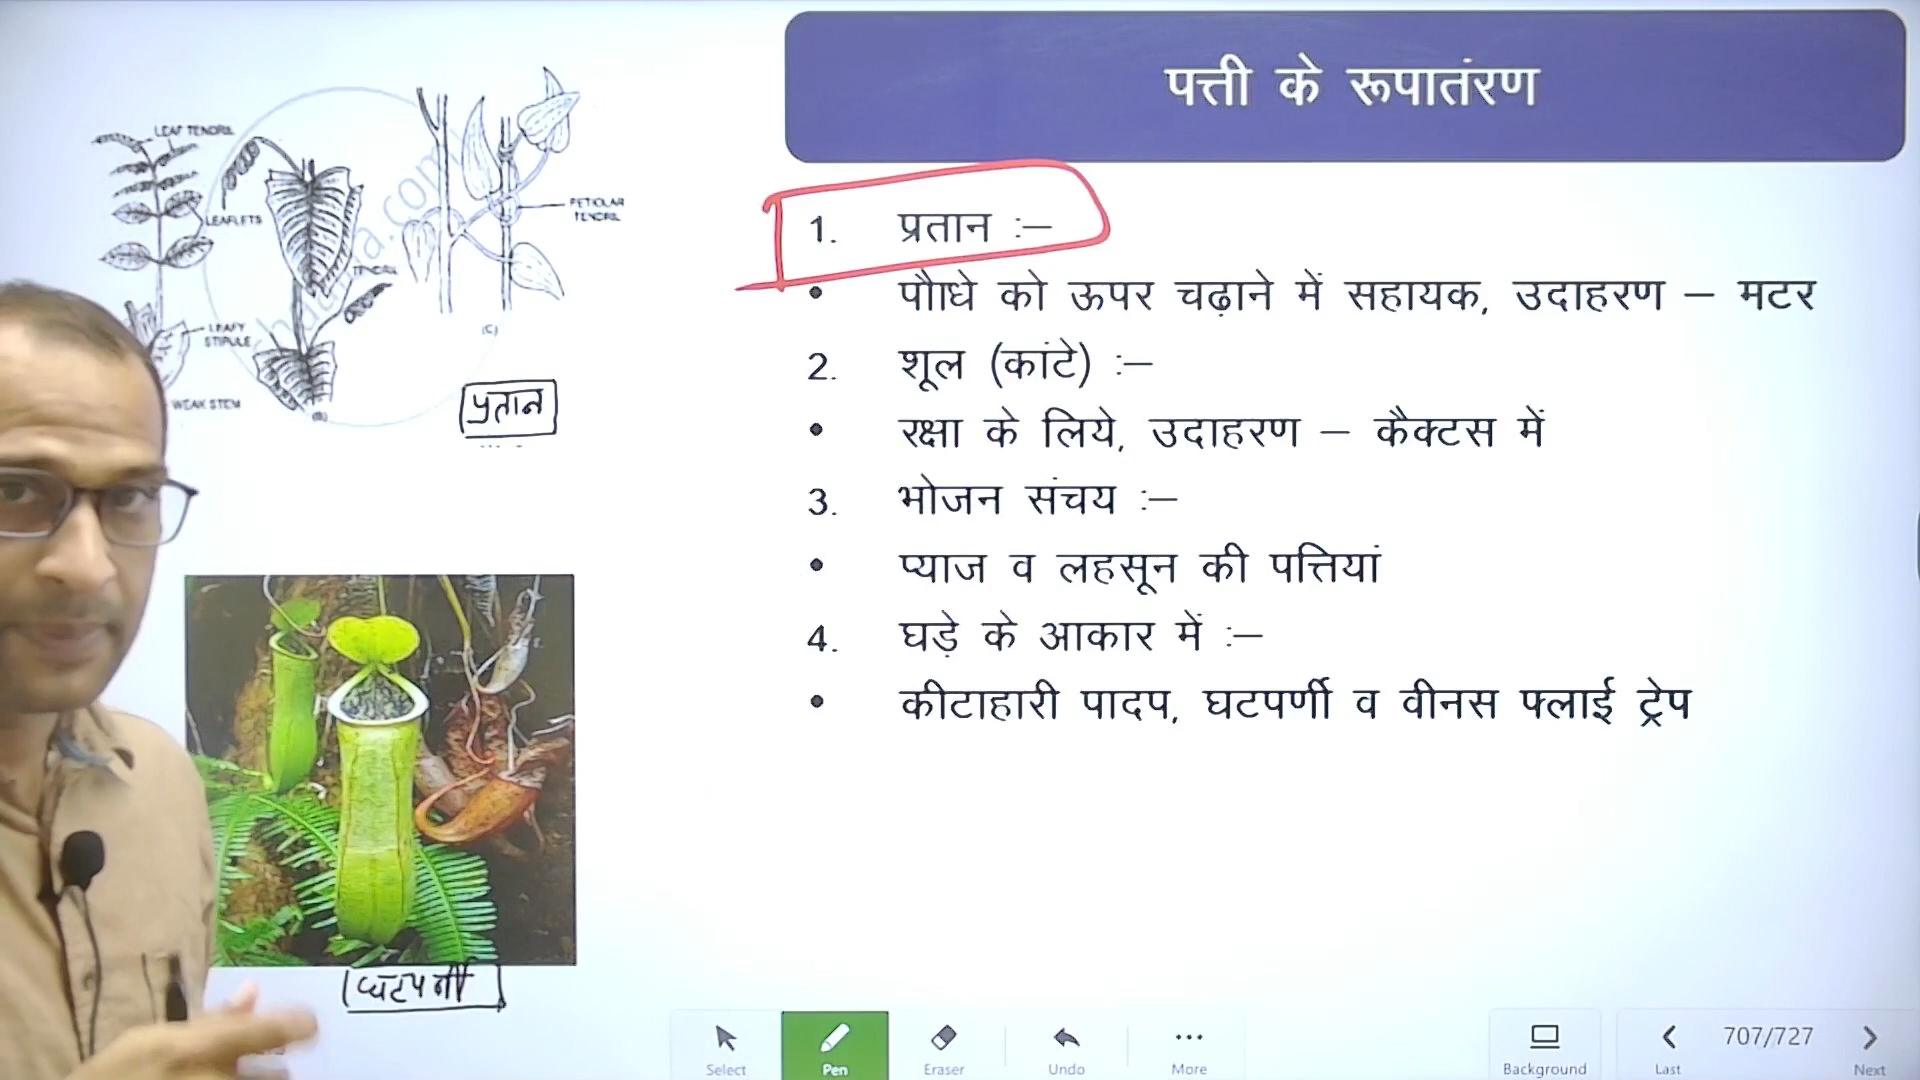 पत्ती के रूपातंरण
LEAF TENDRIL
LEAFLETS
PETIOLAR
TENDRIL
TENDRIL
LEAFY
STIPULE
(C)
WEAK STEM
(B)
प्रतान
1. प्रतान :–
• पौाधे को ऊपर चढ़ाने में सहायक, उदाहरण – मटर
2. शूल (कांटे) :–
• रक्षा के लिये, उदाहरण – कैक्टस में
3. भोजन संचय :–
• प्याज व लहसून की पत्तियां
4. घड़े के आकार में :–
• कीटाहारी पादप, घटपर्णी व वीनस फ्लाई ट्रेप
घटपर्णी
Select
Pen
Eraser
Undo
More
Background
Last
707/727
Next